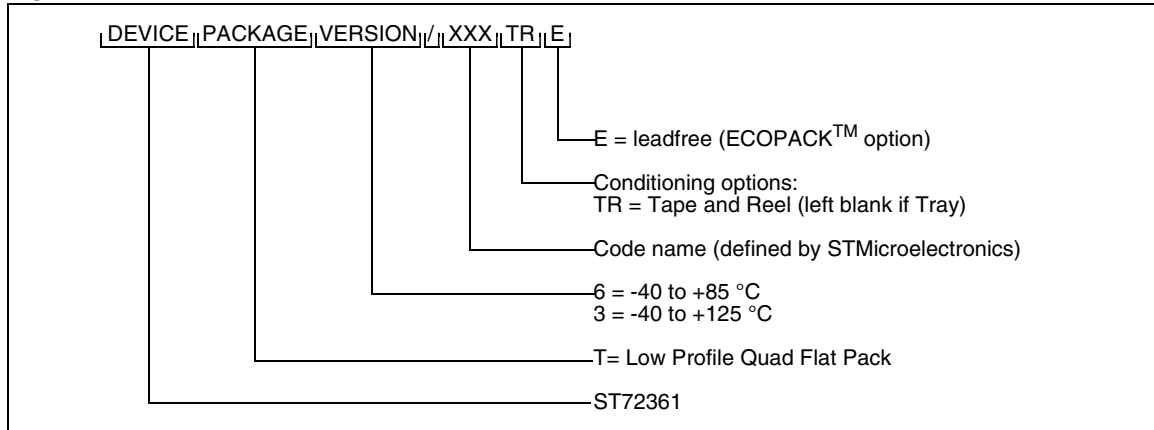 DEVICE PACKAGE VERSION / XXX TR E
E = leadfree (ECOPACK™ option)
Conditioning options:
TR = Tape and Reel (left blank if Tray)
Code name (defined by STMicroelectronics)
6 = -40 to +85 °C
3 = -40 to +125 °C
T= Low Profile Quad Flat Pack
ST72361